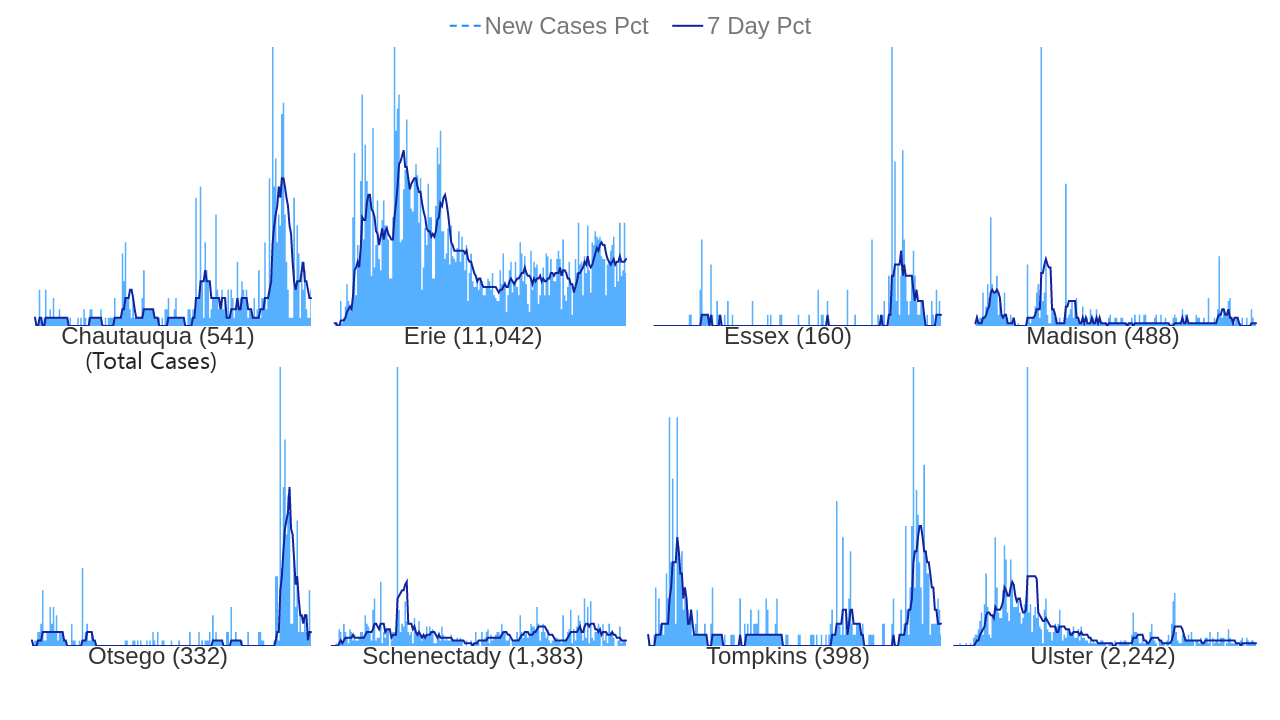 New Cases Pct 7 Day Pct
Chautauqua (541)
(Total Cases)
Erie (11,042)
Essex (160)
Madison (488)
Otsego (332)
Schenectady (1,383)
Tompkins (398)
Ulster (2,242)